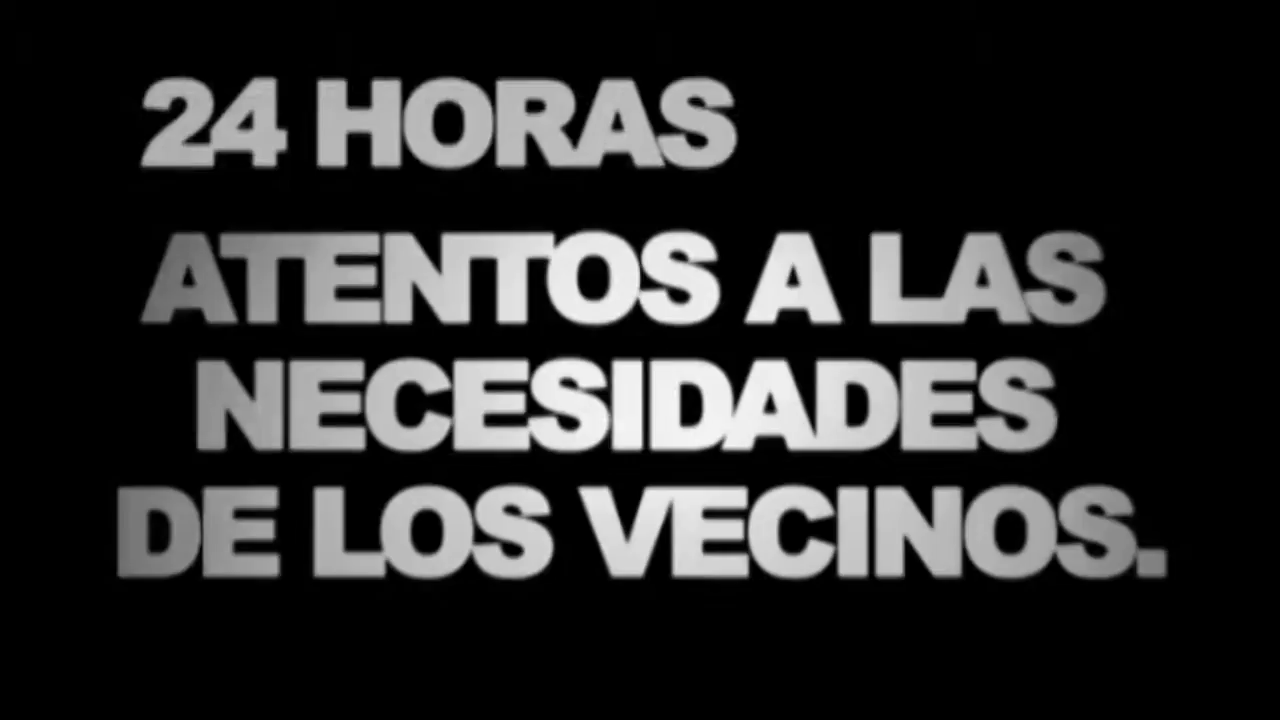 24 HORAS
ATENTOS A LAS
NECESIDADES
DE LOS VECINOS.